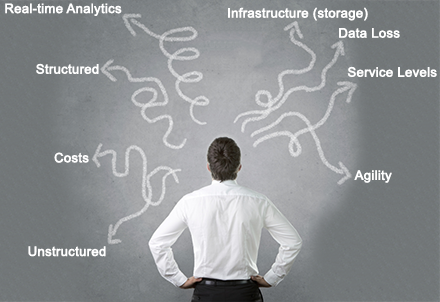 Real-time Analytics
Infrastructure (storage)
Data Loss
Structured
Service Levels
Costs
Agility
Unstructured